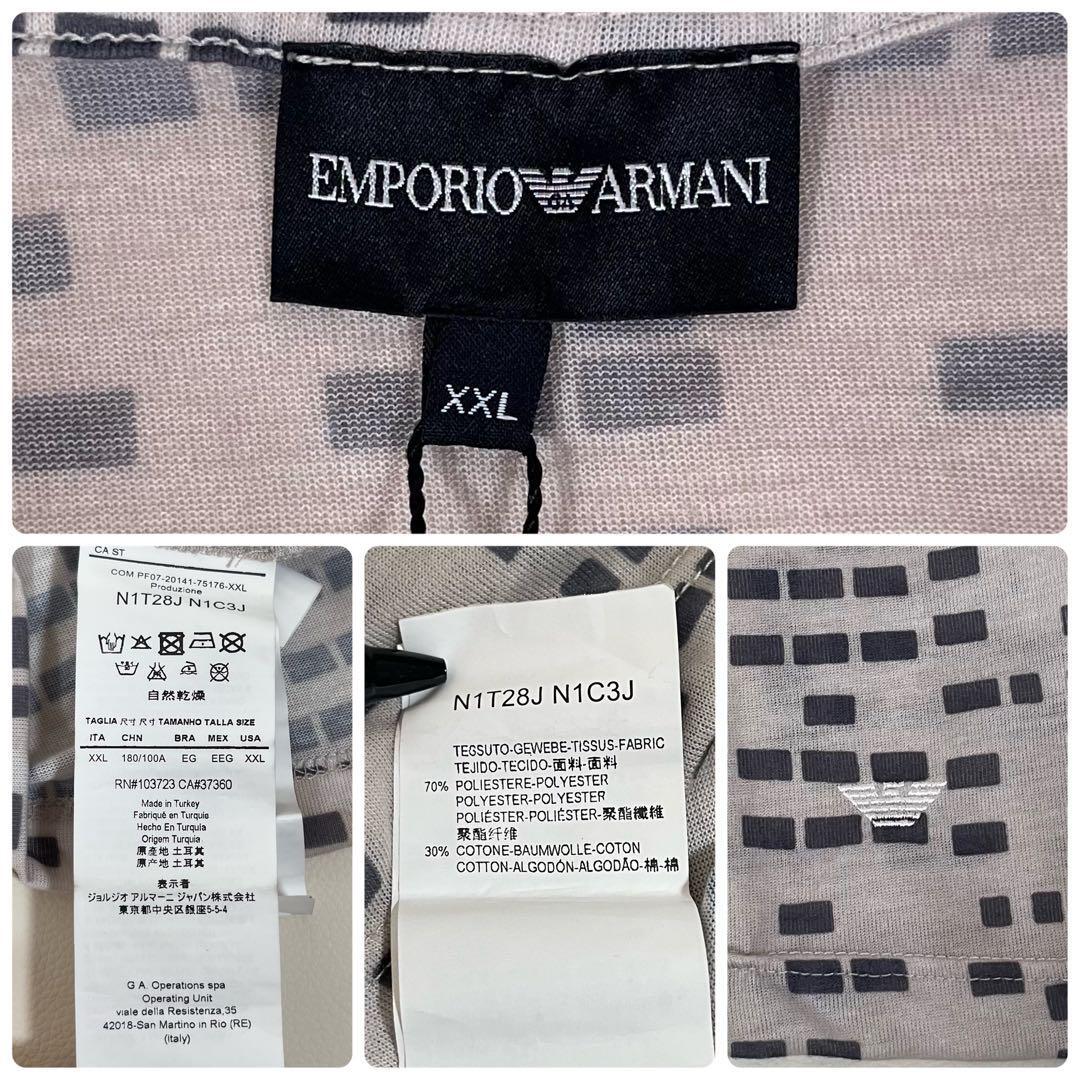 EMPORIO ARMANI
XXL
CA ST
COM PF07-20141-75176-XXL
Produzione
N1T28J N1C3J
自然乾燥
TAGLIA 尺寸 尺寸 TAMANHO TALLA SIZE
ITA CHN BRA MEX USA
XXL 180/100A EG EEG XXL
RN#103723 CA#37360
Made in Turkey
Fabriqué en Turquie
Hecho En Turquia
Origem Turquia
原產地 土耳其
原产地 土耳其
表示者
ジョルジオ アルマーニ ジャパン株式会社
東京都中央区銀座5-5-4
G.A. Operations spa
Operating Unit
viale della Resistenza,35
42018-San Martino in Rio (RE)
(Italy)
N1T28J N1C3J
TESSUTO-GEWEBE-TISSUS-FABRIC
TEJIDO-TECIDO-面料-面料
70% POLIESTERE-POLYESTER
POLYESTER-POLYESTER
POLIÉSTER-POLIÉSTER-聚酯纖維
聚酯纤维
30% COTONE-BAUMWOLLE-COTON
COTTON-ALGODÓN-ALGODÃO-棉-棉